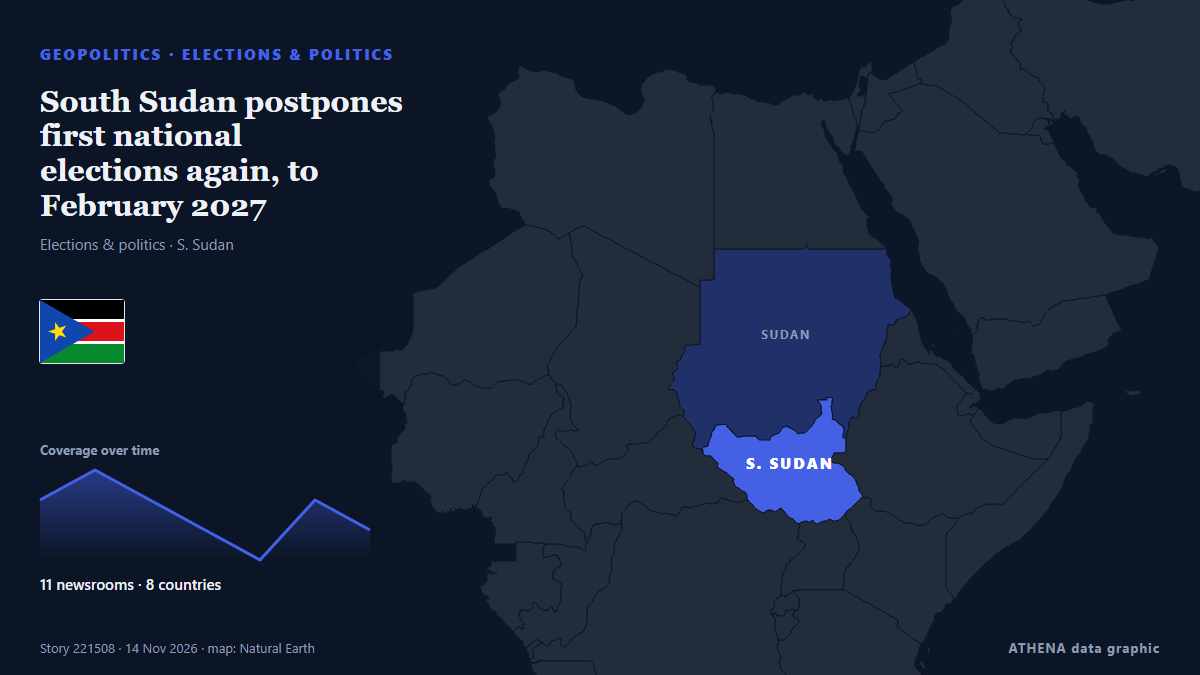 GEOPOLITICS · ELECTIONS & POLITICS
South Sudan postpones
first national
elections again, to
February 2027
Elections & politics · S. Sudan
SUDAN
S. SUDAN
Coverage over time
11 newsrooms · 8 countries
Story 221508 · 14 Nov 2026 · map: Natural Earth
ATHENA data graphic